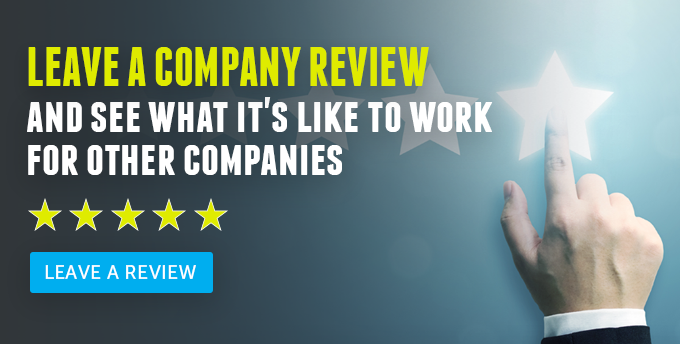 LEAVE A COMPANY REVIEW
AND SEE WHAT IT'S LIKE TO WORK
FOR OTHER COMPANIES
LEAVE A REVIEW